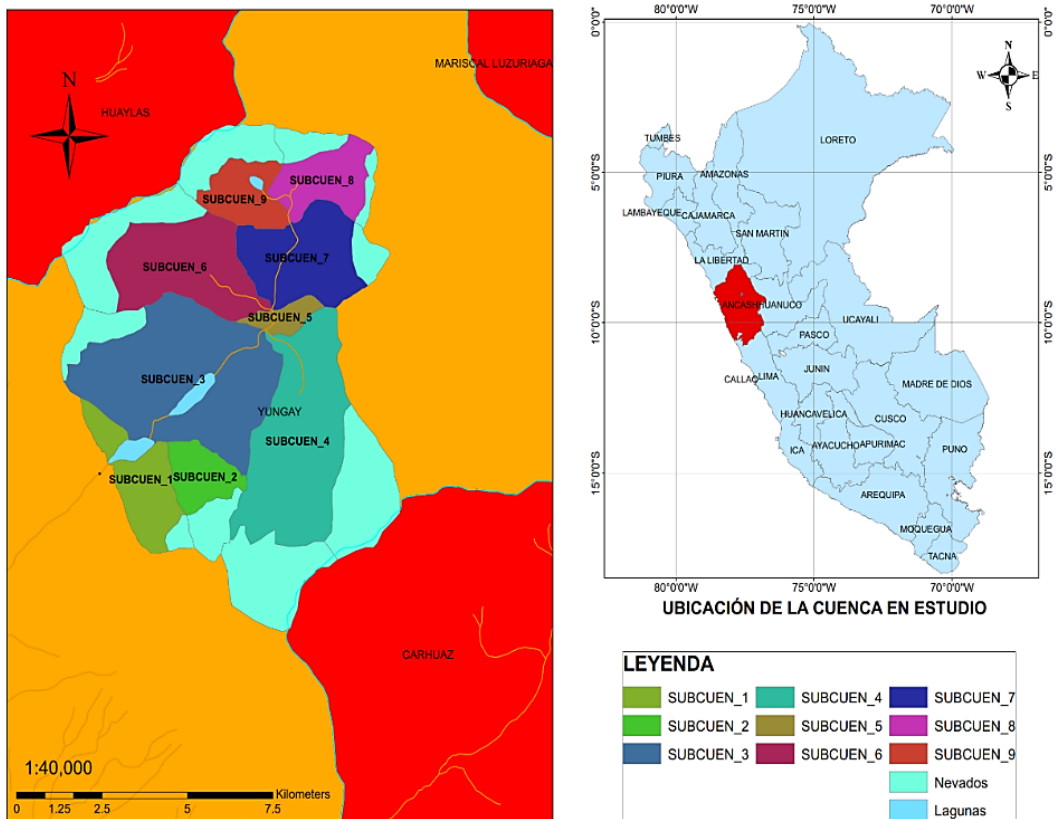 N
MARISCAL LUZURIAGA
HUAYLAS
SUBCUEN_8
SUBCUEN_9
SUBCUEN_6
SUBCUEN_7
SUBCUEN_5
SUBCUEN_3
YUNGAY
SUBCUEN_4
SUBCUEN_1
SUBCUEN_2
CARHUAZ
1:40,000
Kilometers
0 1.25 2.5 5 7.5
80°0'0"W 75°0'0"W 70°0'0"W
0°0'0" 0°0'0"
5°0'0"S 5°0'0"S
10°0'0"S 10°0'0"S
15°0'0"S 15°0'0"S
N
W E
S
TUMBES
LORETO
PIURA
AMAZONAS
LAMBAYEQUE
CAJAMARCA
SAN MARTIN
LA LIBERTAD
ANCASH
HUANUCO
UCAYALI
PASCO
JUNIN
CALLAO
LIMA
MADRE DE DIOS
HUANCAVELICA
CUSCO
ICA
AYACUCHO
APURIMAC
PUNO
AREQUIPA
MOQUEGUA
TACNA
80°0'0"W 75°0'0"W 70°0'0"W
UBICACIÓN DE LA CUENCA EN ESTUDIO
LEYENDA
SUBCUEN_1 SUBCUEN_4 SUBCUEN_7
SUBCUEN_2 SUBCUEN_5 SUBCUEN_8
SUBCUEN_3 SUBCUEN_6 SUBCUEN_9
Nevados
Lagunas